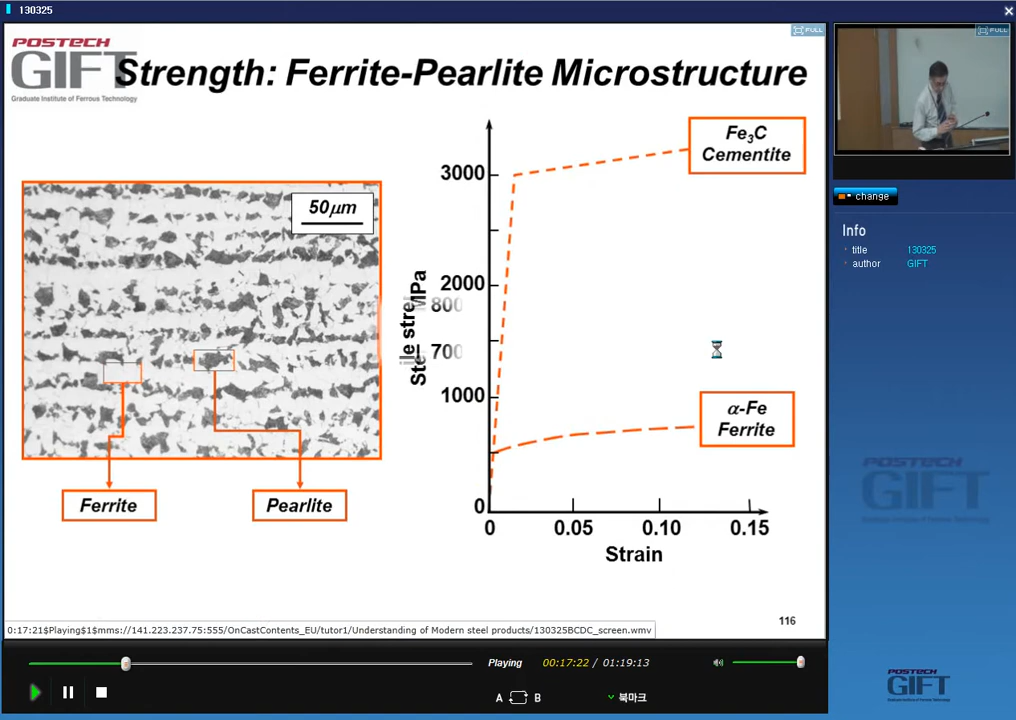 130325
POSTECH
GIFT
Graduate Institute of Ferrous Technology
Strength: Ferrite-Pearlite Microstructure
50μm
Ferrite
Pearlite
MPa
3000
2000
800
700
1000
0
0
0.05
0.10
0.15
Strain
Fe3C
Cementite
α-Fe
Ferrite
116
FULL
FULL
change
Info
title
130325
author
GIFT
POSTECH
GIFT
0:17:21$Playing$1$mms://141.223.237.75:555/OnCastContents_EU/tutor1/Understanding of Modern steel products/130325BCDC_screen.wmv
Playing
00:17:22 / 01:19:13
A
B
북마크
POSTECH
GIFT